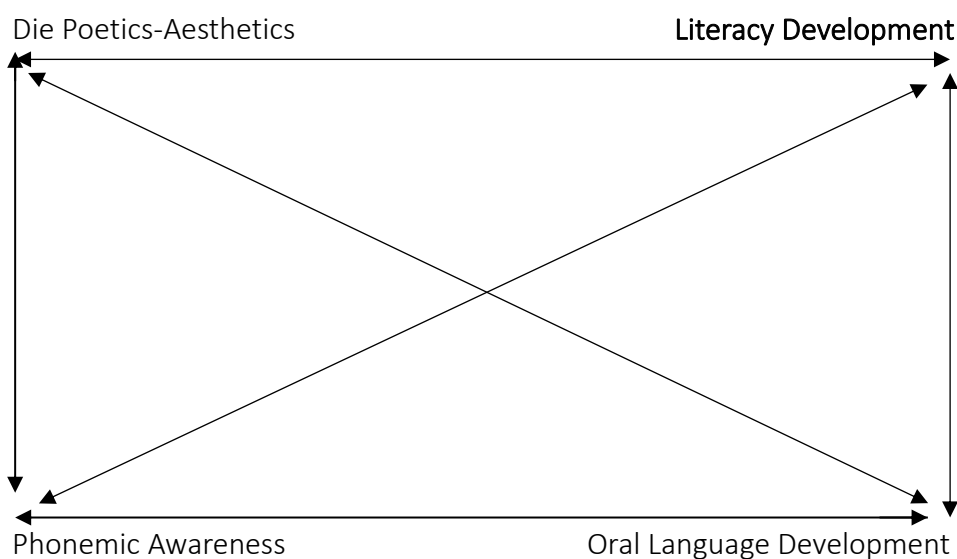 Die Poetics-Aesthetics Literacy Development
Phonemic Awareness Oral Language Development